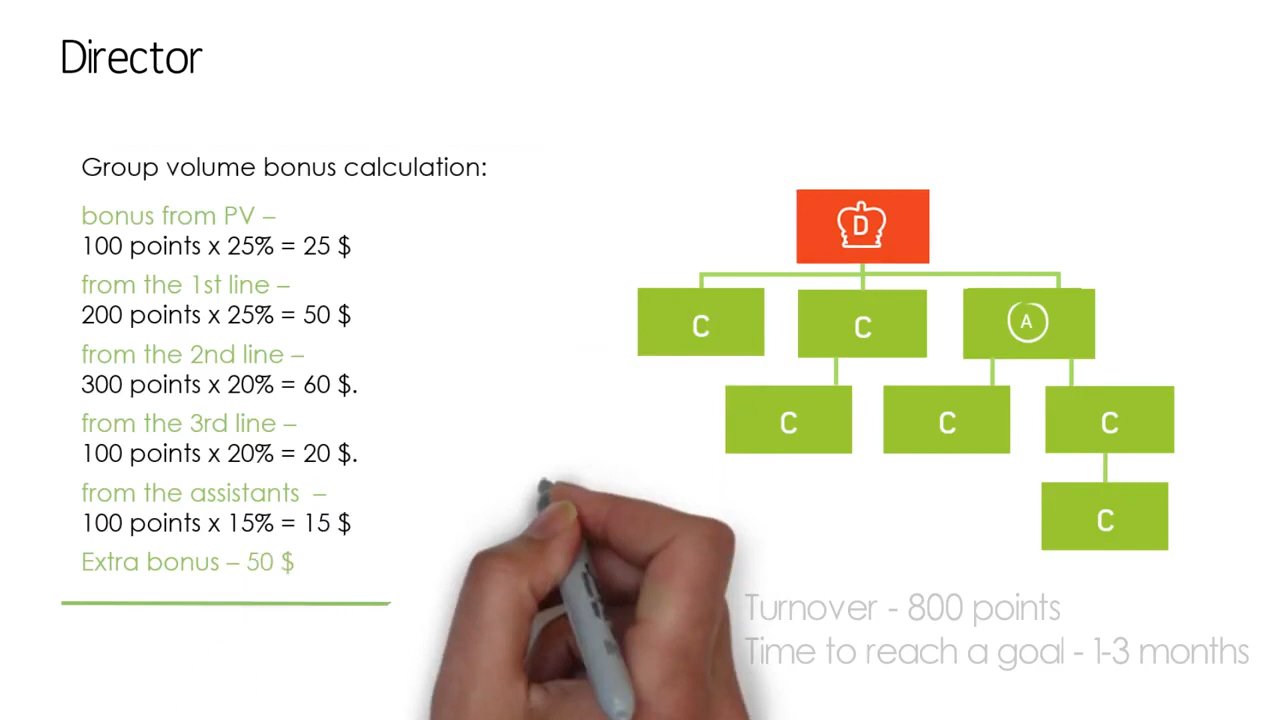 Director
Group volume bonus calculation:
bonus from PV –
100 points x 25% = 25 $
from the 1st line –
200 points x 25% = 50 $
from the 2nd line –
300 points x 20% = 60 $.
from the 3rd line –
100 points x 20% = 20 $.
from the assistants –
100 points x 15% = 15 $
Extra bonus – 50 $
D
C
C
A
C
C
C
C
Turnover - 800 points
Time to reach a goal - 1-3 months